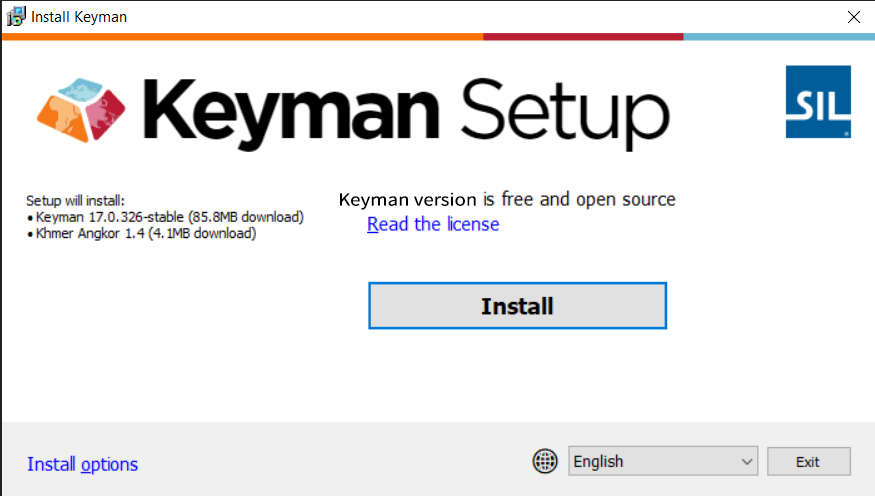 Install Keyman
Keyman Setup
SIL
Setup will install:
• Keyman 17.0.326-stable (85.8MB download)
• Khmer Angkor 1.4 (4.1MB download)
Keyman version is free and open source
Read the license
Install
Install options
English
Exit